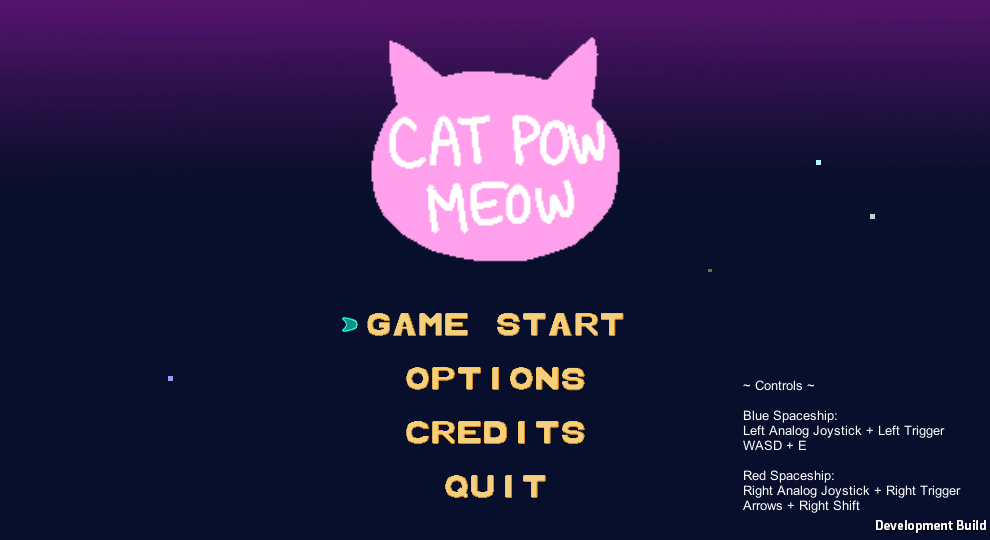 CAT POW
MEOW
GAME START
OPTIONS
CREDITS
QUIT
~ Controls ~
Blue Spaceship:
Left Analog Joystick + Left Trigger
WASD + E
Red Spaceship:
Right Analog Joystick + Right Trigger
Arrows + Right Shift
Development Build